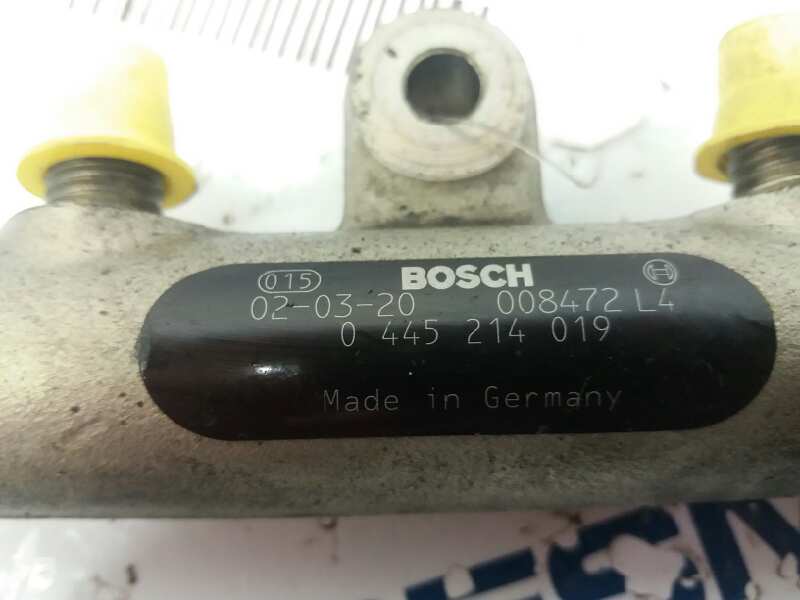 015 BOSCH
02-03-20 008472 L4
0 445 214 019
Made in Germany